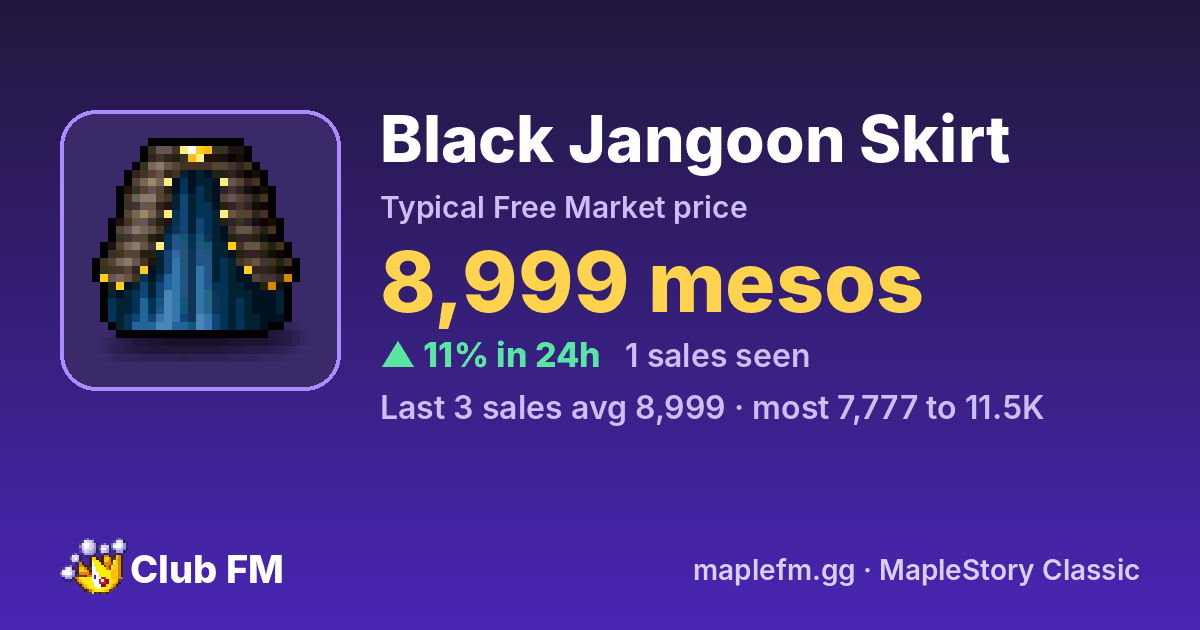 Black Jangoon Skirt
Typical Free Market price
8,999 mesos
▲ 11% in 24h 1 sales seen
Last 3 sales avg 8,999 · most 7,777 to 11.5K
Club FM
maplefm.gg · MapleStory Classic